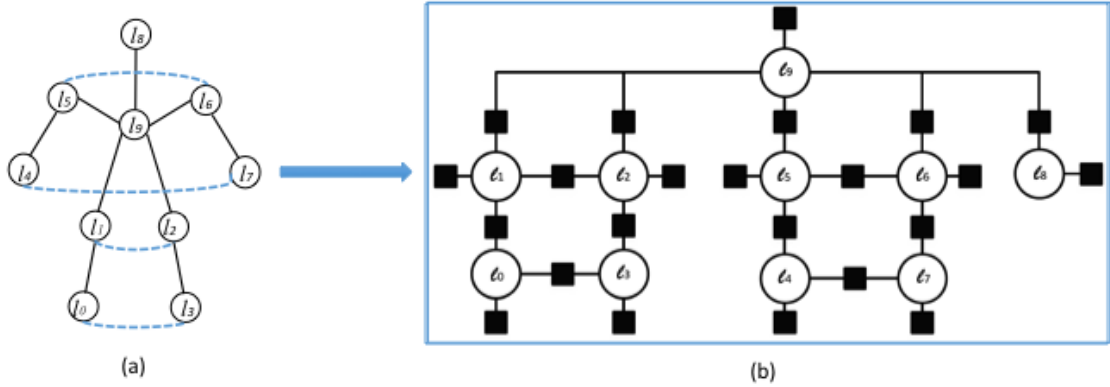 l8
l5 l6
l9
l4 l7
l1 l2
l0 l3
(a)
ℓ9
ℓ1 ℓ2 ℓ5 ℓ6 ℓ8
ℓ0 ℓ3 ℓ4 ℓ7
(b)